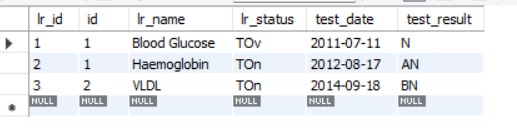 lr_id id lr_name lr_status test_date test_result
1 1 Blood Glucose TOv 2011-07-11 N
2 1 Haemoglobin TOn 2012-08-17 AN
3 2 VLDL TOn 2014-09-18 BN
NULL NULL NULL NULL NULL NULL